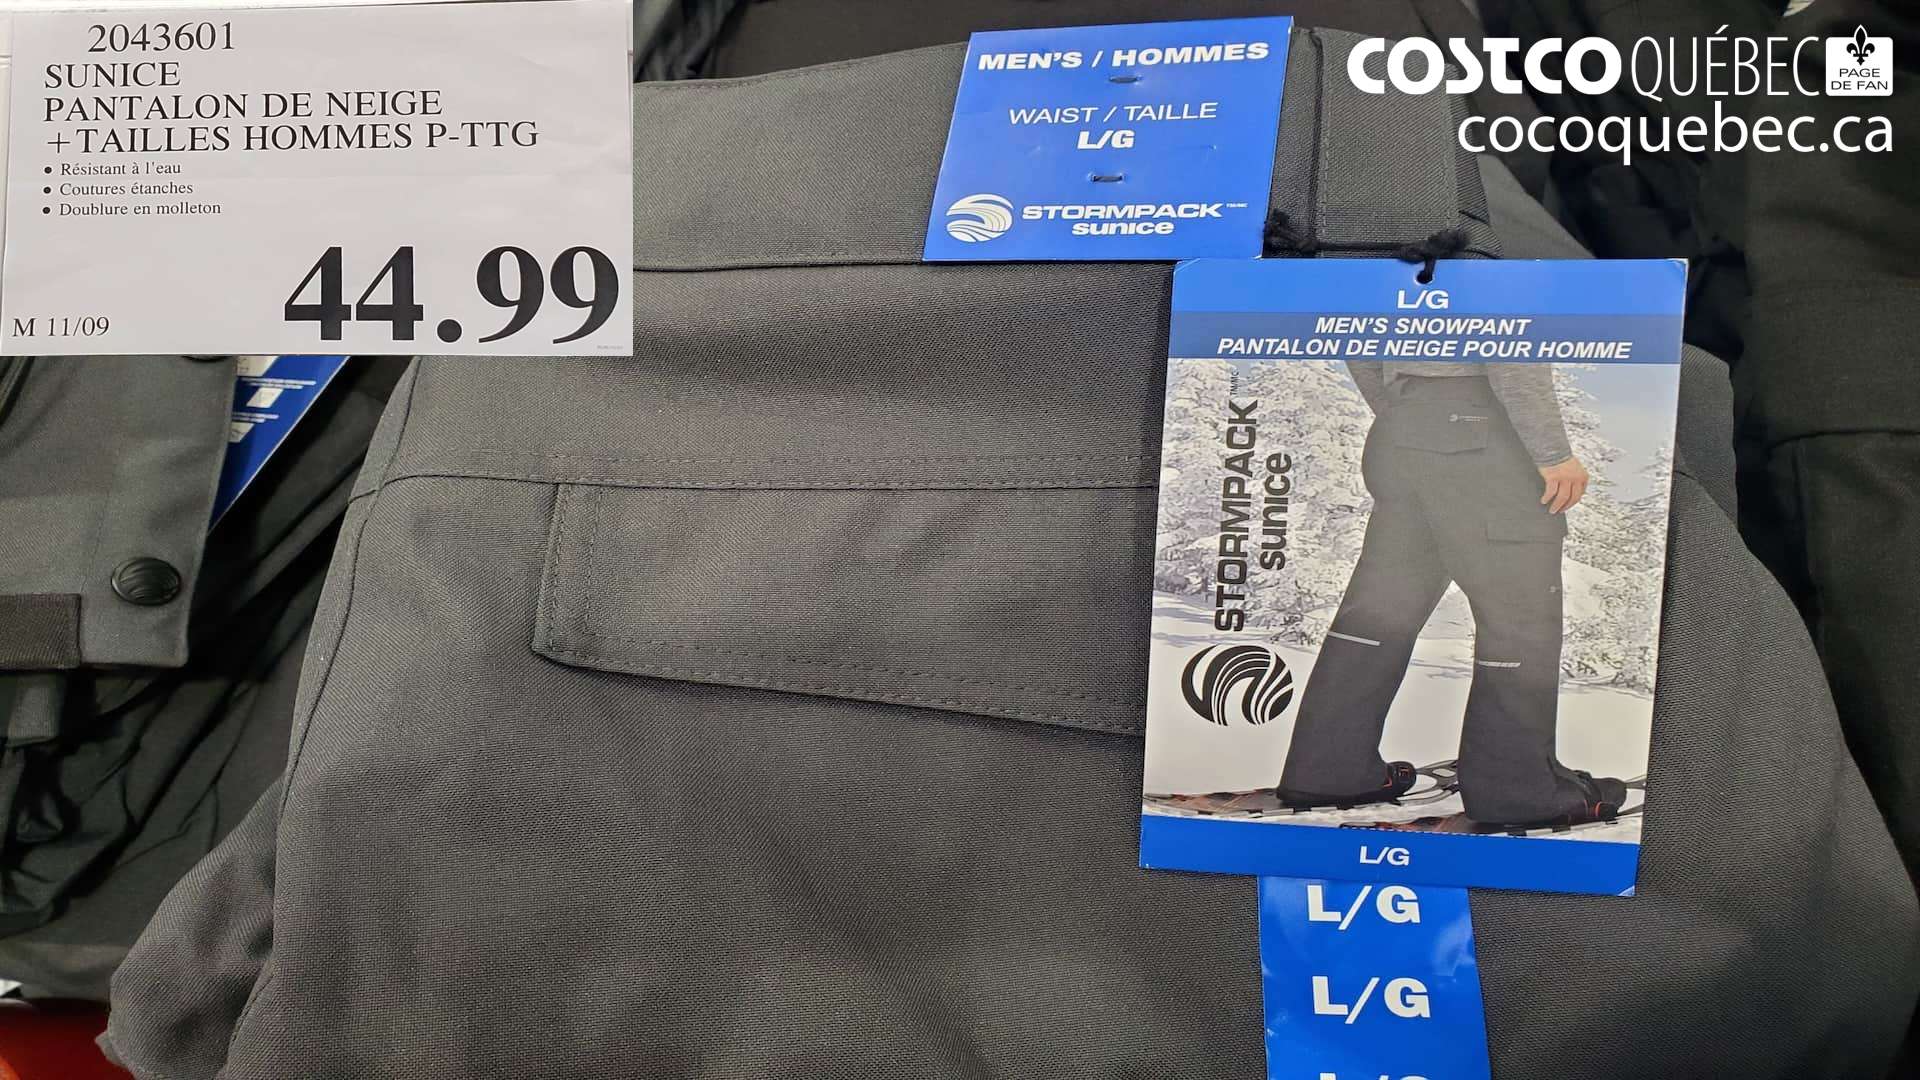 2043601
SUNICE
PANTALON DE NEIGE
+TAILLES HOMMES P-TTG
• Résistant à l'eau
• Coutures étanches
• Doublure en molleton
44.99
M 11/09
MEN'S / HOMMES
WAIST / TAILLE
L/G
STORMPACK
sunice
COSTCO QUÉBEC
PAGE
DE FAN
cocoquebec.ca
L/G
MEN'S SNOWPANT
PANTALON DE NEIGE POUR HOMME
STORMPACK
sunice
L/G
L/G
L/G